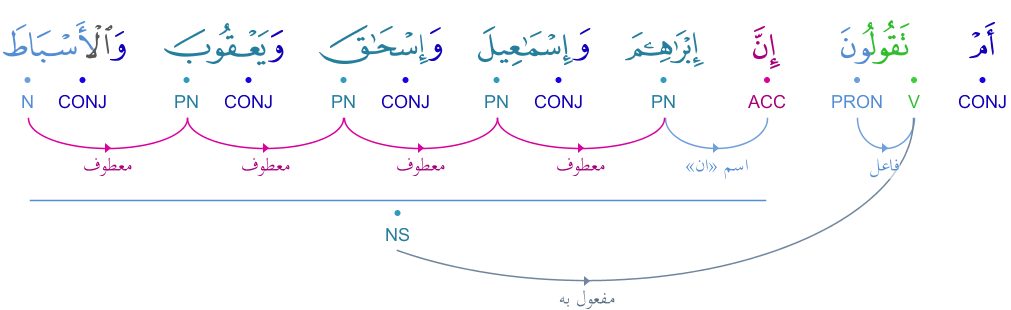 أَمْ تَقُولُونَ إِنَّ إِبْرَٰهِـۧمَ وَإِسْمَـٰعِيلَ وَإِسْحَـٰقَ وَيَعْقُوبَ وَٱلْأَسْبَاطَ
CONJ V PRON ACC PN CONJ PN CONJ PN CONJ PN CONJ N
فاعل اسم «ان» معطوف معطوف معطوف معطوف
NS
مفعول به